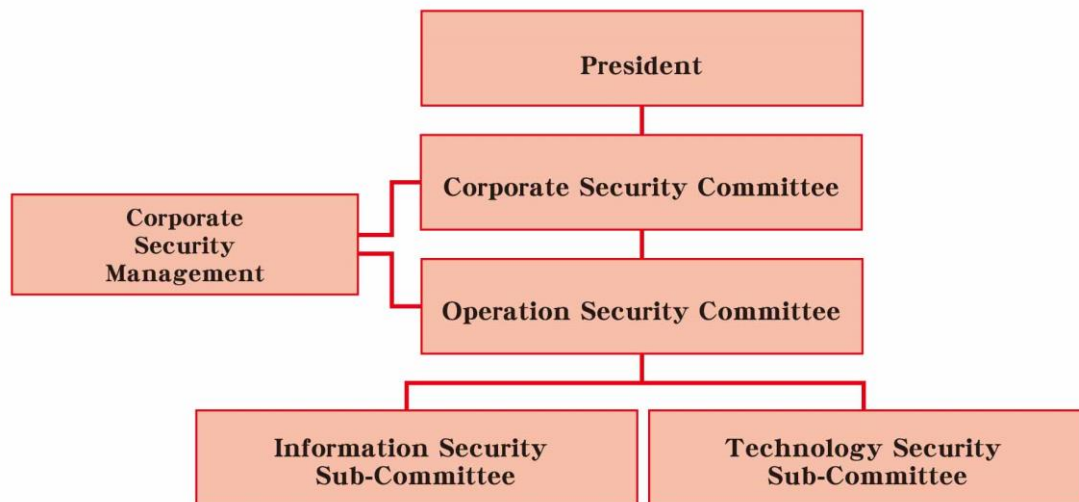 President
Corporate Security Committee
Corporate
Security
Management
Operation Security Committee
Information Security
Sub-Committee
Technology Security
Sub-Committee